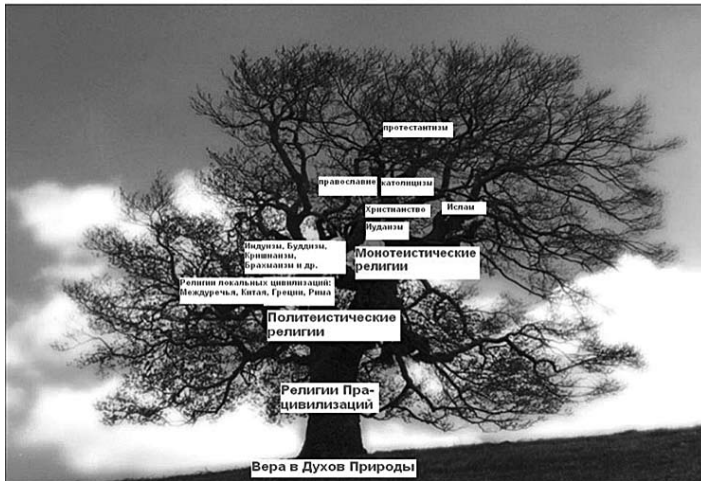 протестантизм
православие
католицизм
Христианство
Ислам
Иудаизм
Индуизм, Буддизм,
Кришнаизм,
Брахманизм и др.
Монотеистические
религии
Религии локальных цивилизаций:
Междуречья, Китая, Греции, Рима
Политеистические
религии
Религии Пра-
цивилизаций
Вера в Духов Природы